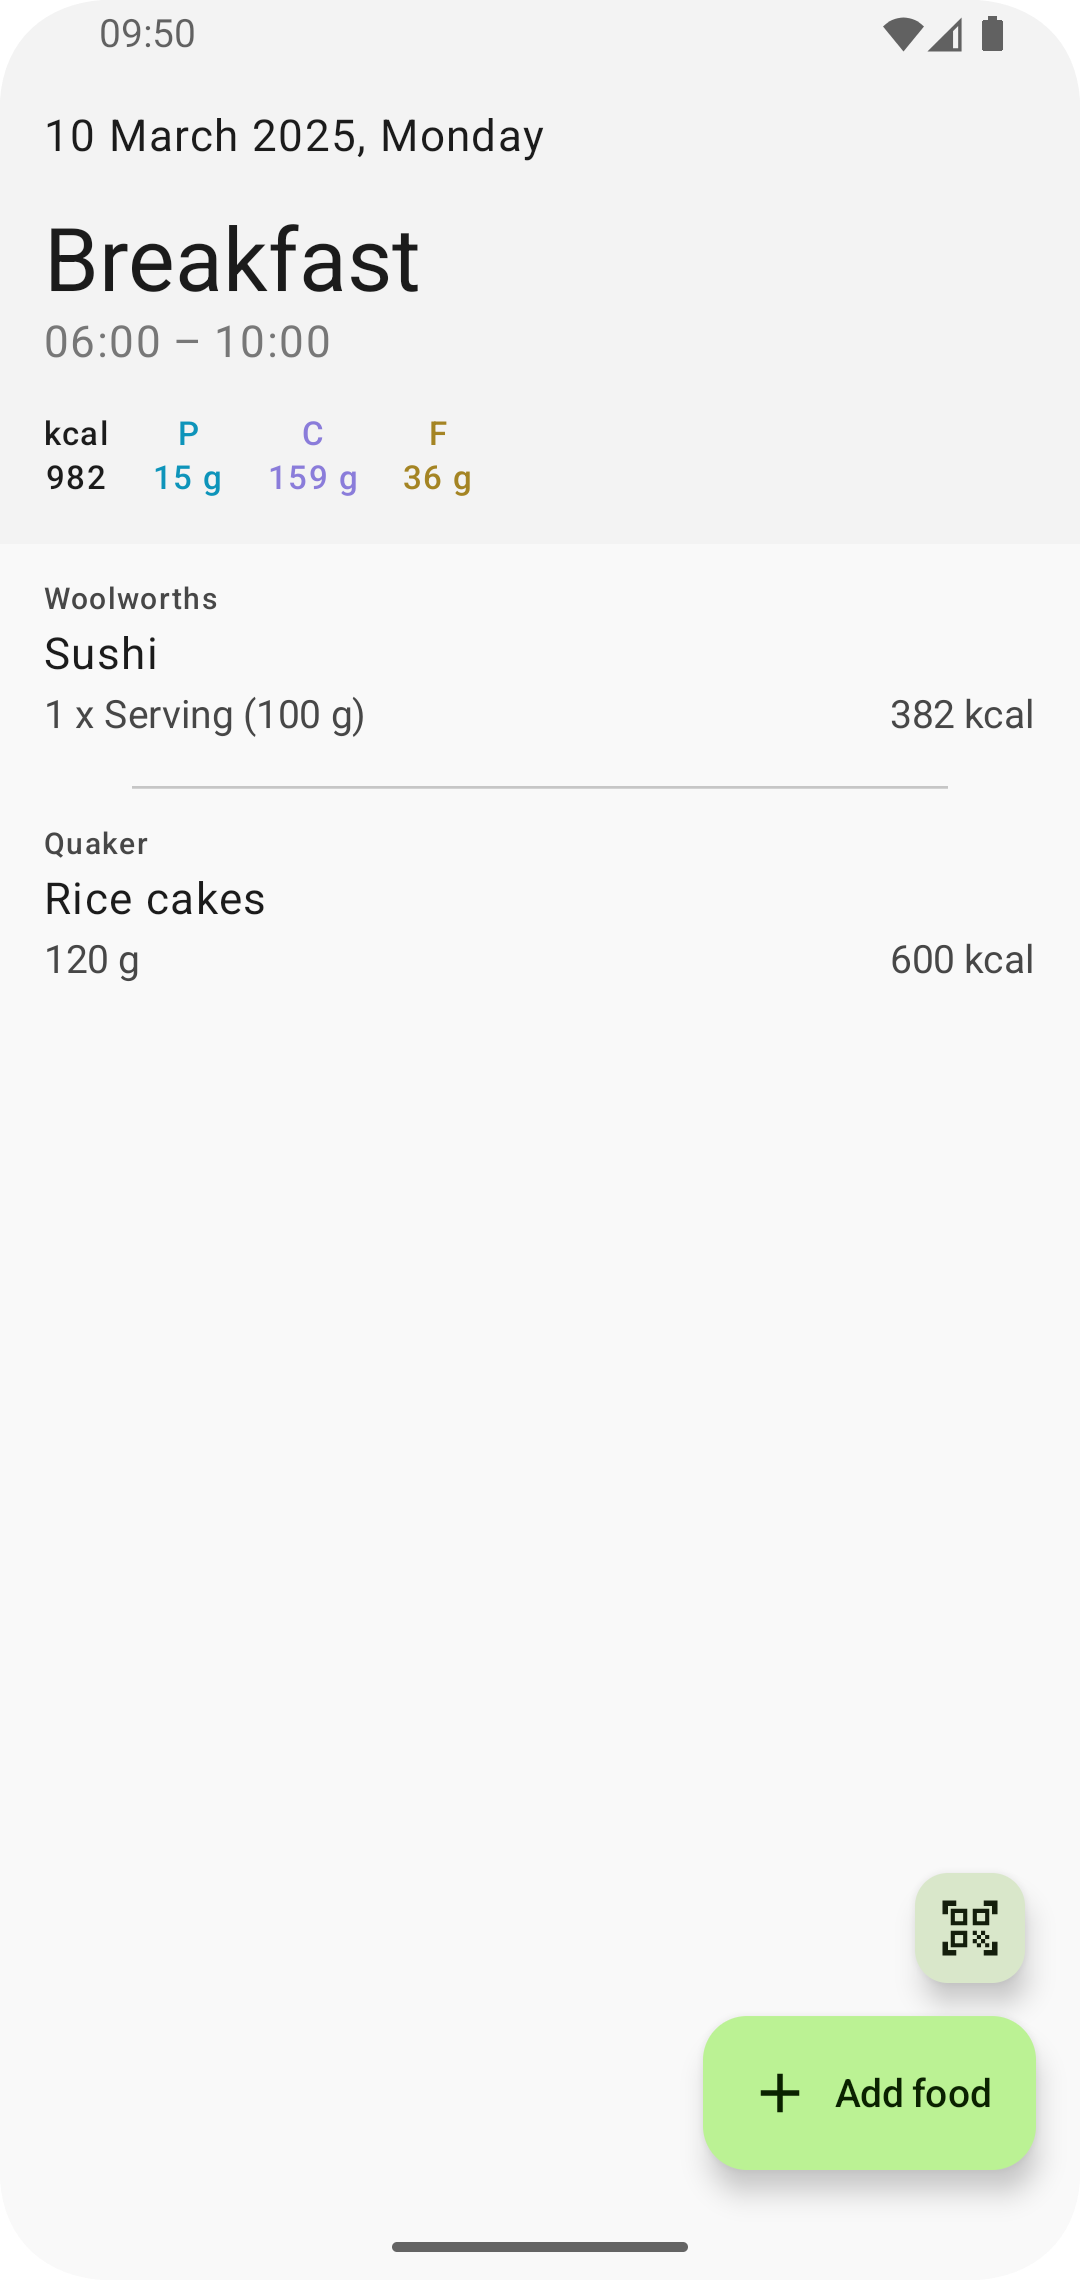 09:50
10 March 2025, Monday
Breakfast
06:00 – 10:00
kcal P C F
982 15 g 159 g 36 g
Woolworths
Sushi
1 x Serving (100 g) 382 kcal
Quaker
Rice cakes
120 g 600 kcal
Add food